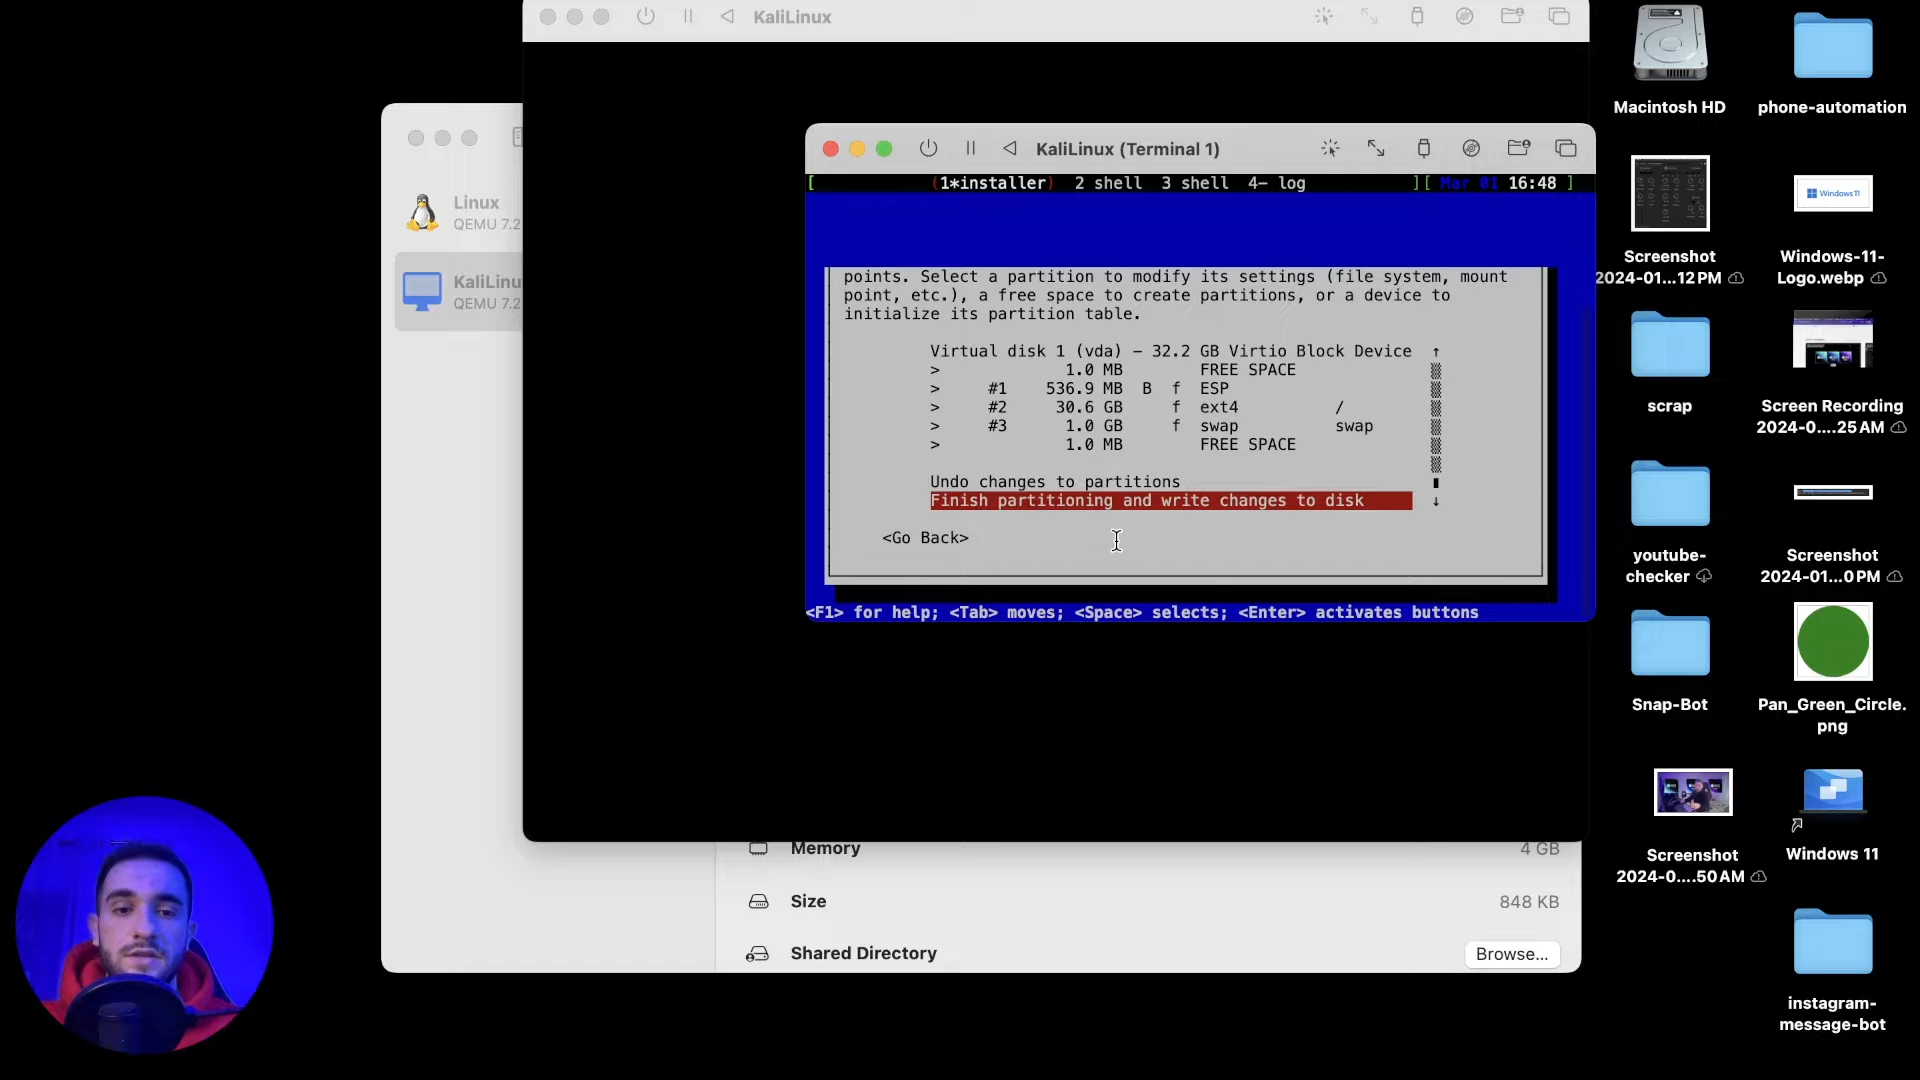 KaliLinux
Linux
QEMU 7.2
KaliLinu
QEMU 7.2
KaliLinux (Terminal 1)
[ (1*installer) 2 shell 3 shell 4- log ][ Mar 01 16:48 ]
points. Select a partition to modify its settings (file system, mount
point, etc.), a free space to create partitions, or a device to
initialize its partition table.
Virtual disk 1 (vda) - 32.2 GB Virtio Block Device ↑
> 1.0 MB FREE SPACE
> #1 536.9 MB B f ESP
> #2 30.6 GB f ext4 /
> #3 1.0 GB f swap swap
> 1.0 MB FREE SPACE
Undo changes to partitions
Finish partitioning and write changes to disk ↓
<Go Back>
<F1> for help; <Tab> moves; <Space> selects; <Enter> activates buttons
Memory 4 GB
Size 848 KB
Shared Directory Browse...
Macintosh HD
phone-automation
Screenshot
2024-01...12 PM
Windows 11
Windows-11-
Logo.webp
scrap
Screen Recording
2024-0....25 AM
youtube-
checker
Screenshot
2024-01...0 PM
Snap-Bot
Pan_Green_Circle.
png
Screenshot
2024-0....50 AM
Windows 11
instagram-
message-bot